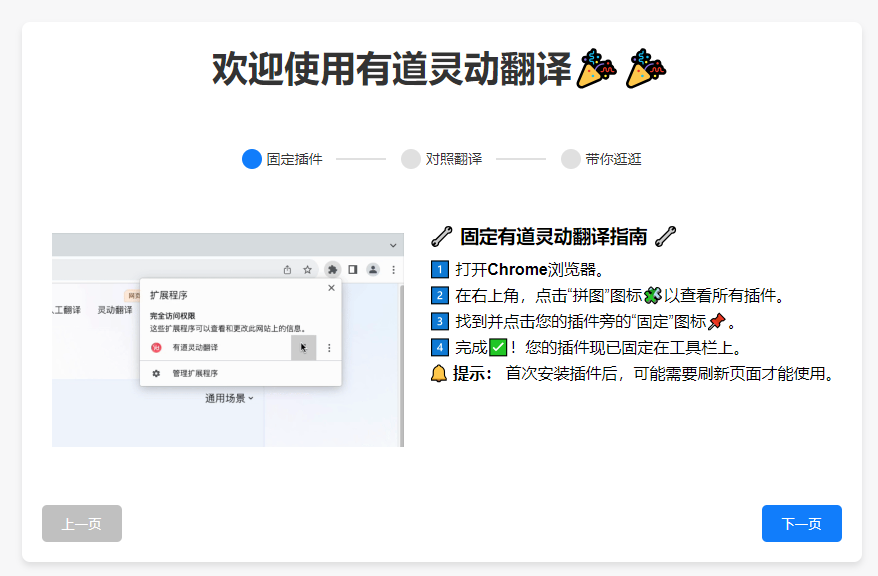 欢迎使用有道灵动翻译🎉 🎉
固定插件
对照翻译
带你逛逛
工翻译
灵动翻译
扩展程序
完全访问权限
这些扩展程序可以查看和更改此网站上的信息。
有道灵动翻译
管理扩展程序
通用场景
🔧 固定有道灵动翻译指南 🔧
1 打开Chrome浏览器。
2 在右上角，点击“拼图”图标🧩以查看所有插件。
3 找到并点击您的插件旁的“固定”图标📌。
4 完成✅！您的插件现已固定在工具栏上。
🔔 提示： 首次安装插件后，可能需要刷新页面才能使用。
上一页
下一页